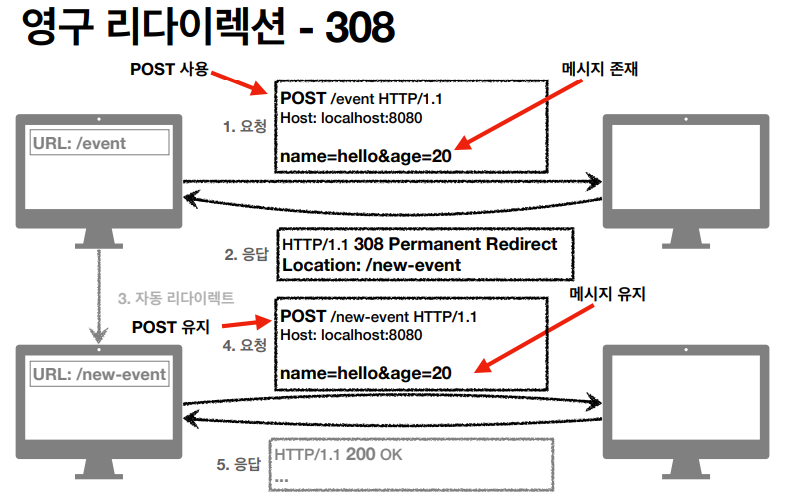 영구 리다이렉션 - 308
POST 사용
메시지 존재
1. 요청
POST /event HTTP/1.1
Host: localhost:8080
name=hello&age=20
URL: /event
2. 응답
HTTP/1.1 308 Permanent Redirect
Location: /new-event
3. 자동 리다이렉트
POST 유지
메시지 유지
4. 요청
POST /new-event HTTP/1.1
Host: localhost:8080
name=hello&age=20
URL: /new-event
5. 응답
HTTP/1.1 200 OK
...